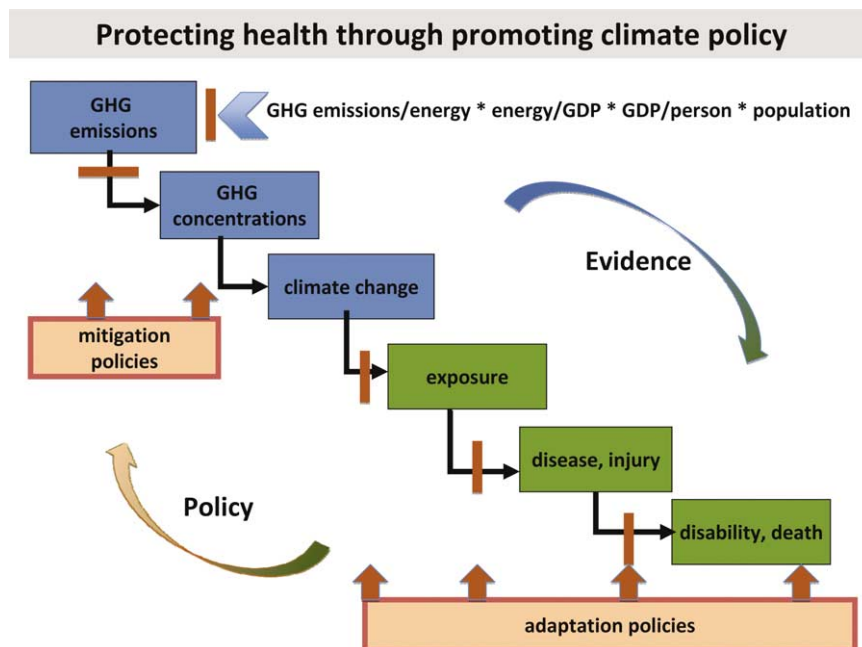 Protecting health through promoting climate policy
GHG
emissions
GHG emissions/energy * energy/GDP * GDP/person * population
GHG
concentrations
Evidence
climate change
mitigation
policies
exposure
disease, injury
Policy
disability, death
adaptation policies